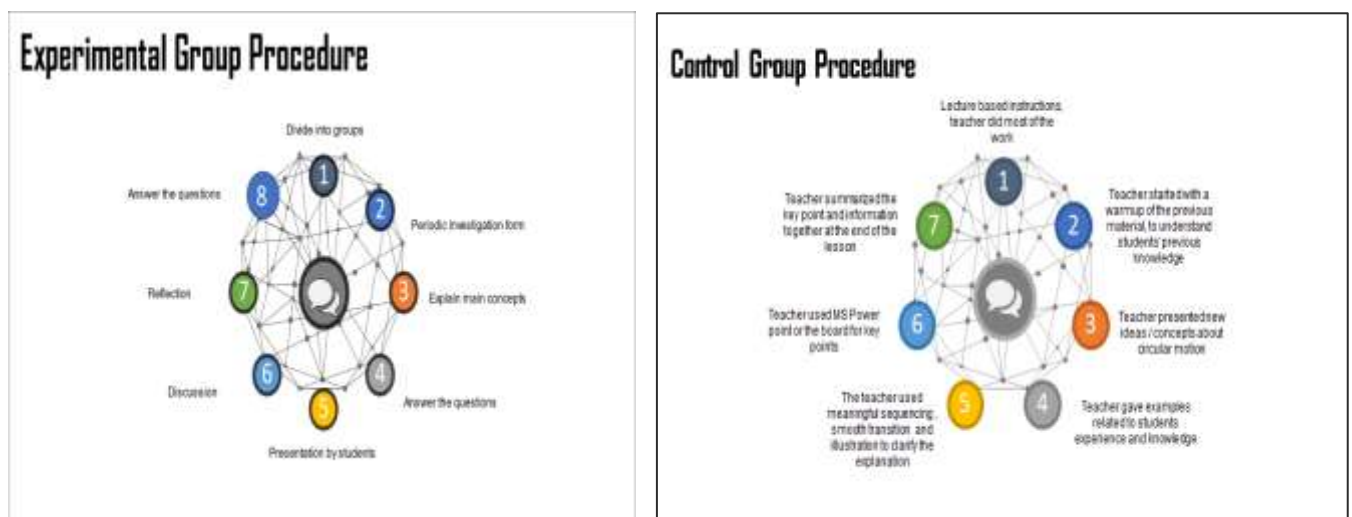 Experimental Group Procedure
Divide into groups
1
2
Periodic investigation form
3
Explain main concepts
4
Answer the questions
5
Presentation by students
6
Discussion
7
Reflection
8
Answer the questions
Control Group Procedure
Lecture based instructions,
teacher did most of the
work
1
2
Teacher started with a
warmup of the previous
material, to understand
students' previous
knowledge
3
Teacher presented new
ideas / concepts about
circular motion
4
Teacher gave examples
related to students
experience and knowledge
5
The teacher used
meaningful sequencing,
smooth transition and
illustration to clarify the
explanation
6
Teacher used MS Power
point or the board for key
points
7
Teacher summarized the
key point and information
together at the end of the
lesson